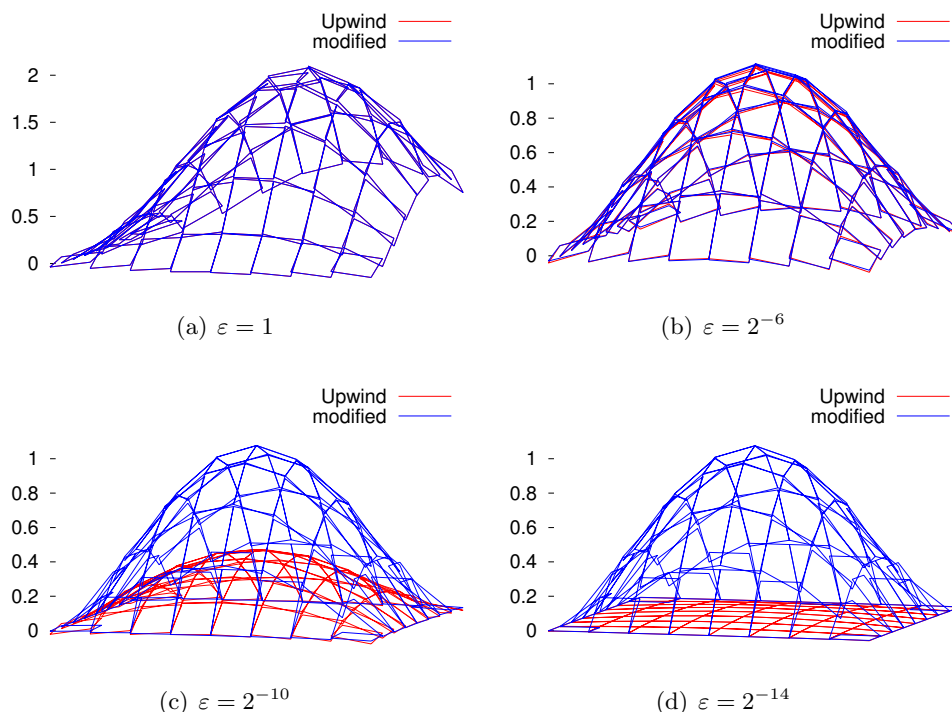 Upwind
modified
2
1.5
1
0.5
0
(a) ε = 1
Upwind
modified
1
0.8
0.6
0.4
0.2
0
(b) ε = 2⁻⁶
Upwind
modified
1
0.8
0.6
0.4
0.2
0
(c) ε = 2⁻¹⁰
Upwind
modified
1
0.8
0.6
0.4
0.2
0
(d) ε = 2⁻¹⁴